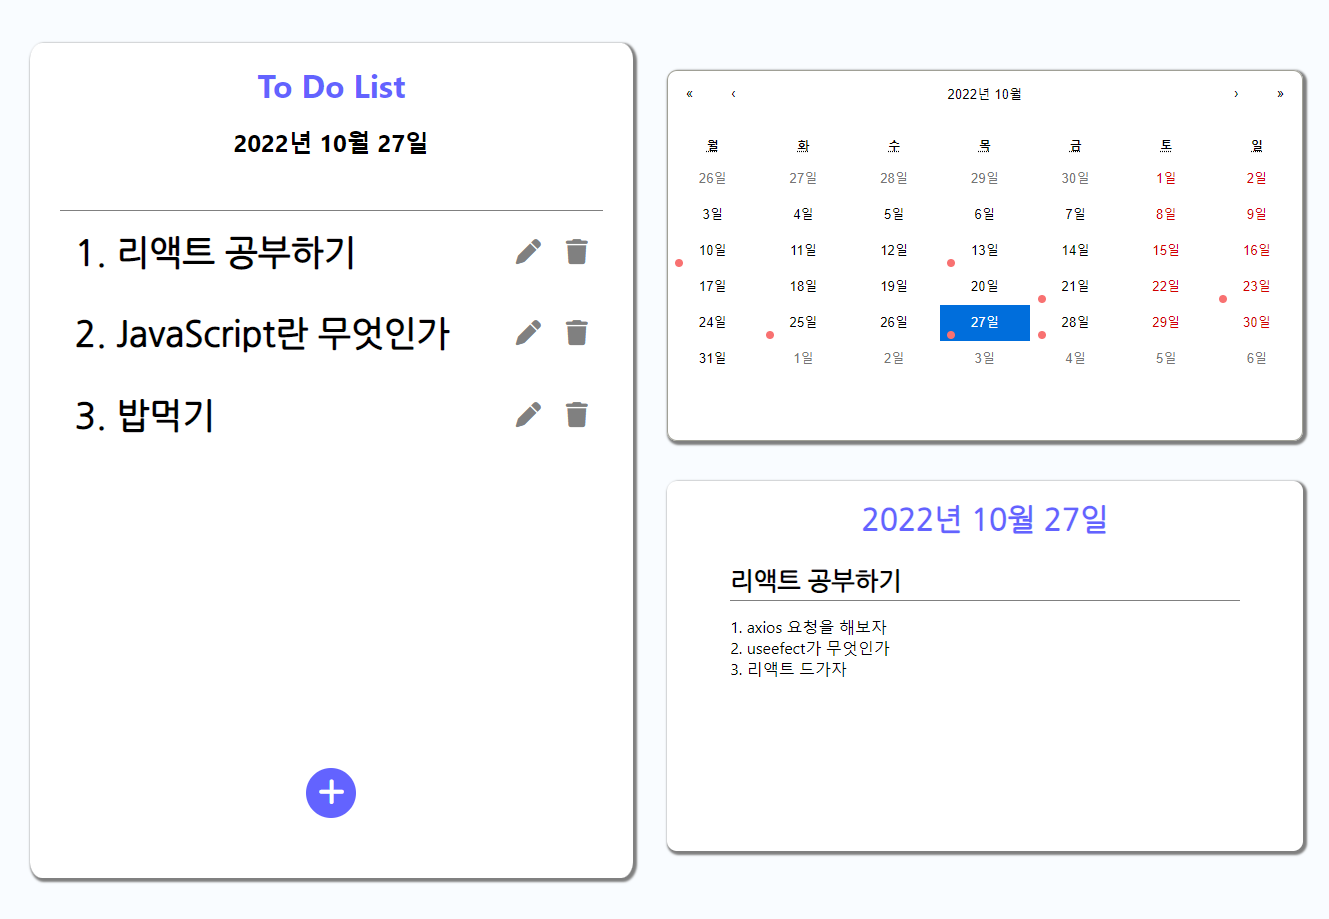 To Do List
2022년 10월 27일
1. 리액트 공부하기
2. JavaScript란 무엇인가
3. 밥먹기
« ‹ 2022년 10월 › »
월 화 수 목 금 토 일
26일 27일 28일 29일 30일 1일 2일
3일 4일 5일 6일 7일 8일 9일
10일 11일 12일 13일 14일 15일 16일
17일 18일 19일 20일 21일 22일 23일
24일 25일 26일 27일 28일 29일 30일
31일 1일 2일 3일 4일 5일 6일
2022년 10월 27일
리액트 공부하기
1. axios 요청을 해보자
2. useefect가 무엇인가
3. 리액트 드가자